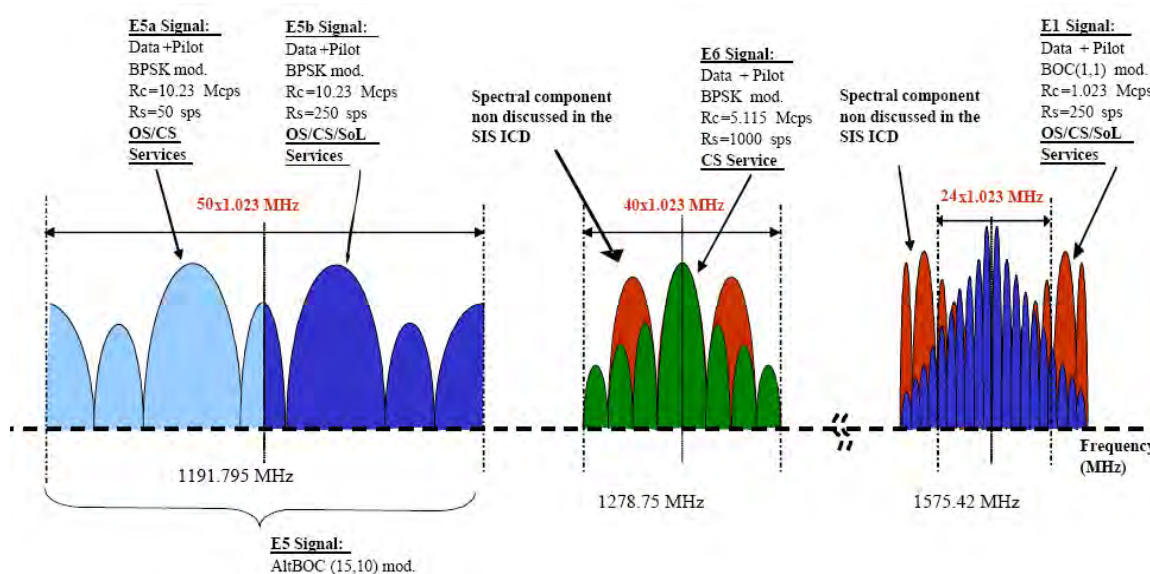 E5a Signal:
Data +Pilot
BPSK mod.
Rc=10.23 Mcps
Rs=50 sps
OS/CS
Services
E5b Signal:
Data +Pilot
BPSK mod.
Rc=10.23 Mcps
Rs=250 sps
OS/CS/SoL
Services
Spectral component
non discussed in the
SIS ICD
E6 Signal:
Data + Pilot
BPSK mod.
Rc=5.115 Mcps
Rs=1000 sps
CS Service
Spectral component
non discussed in the
SIS ICD
E1 Signal:
Data + Pilot
BOC(1,1) mod.
Rc=1.023 Mcps
Rs=250 sps
OS/CS/SoL
Services
50x1.023 MHz
40x1.023 MHz
24x1.023 MHz
Frequency
(MHz)
1191.795 MHz
1278.75 MHz
1575.42 MHz
E5 Signal:
AltBOC (15,10) mod.